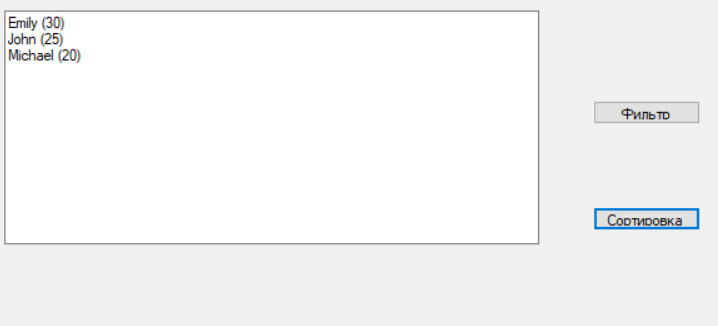 Emily (30)
John (25)
Michael (20)
Фильтр
Сортировка